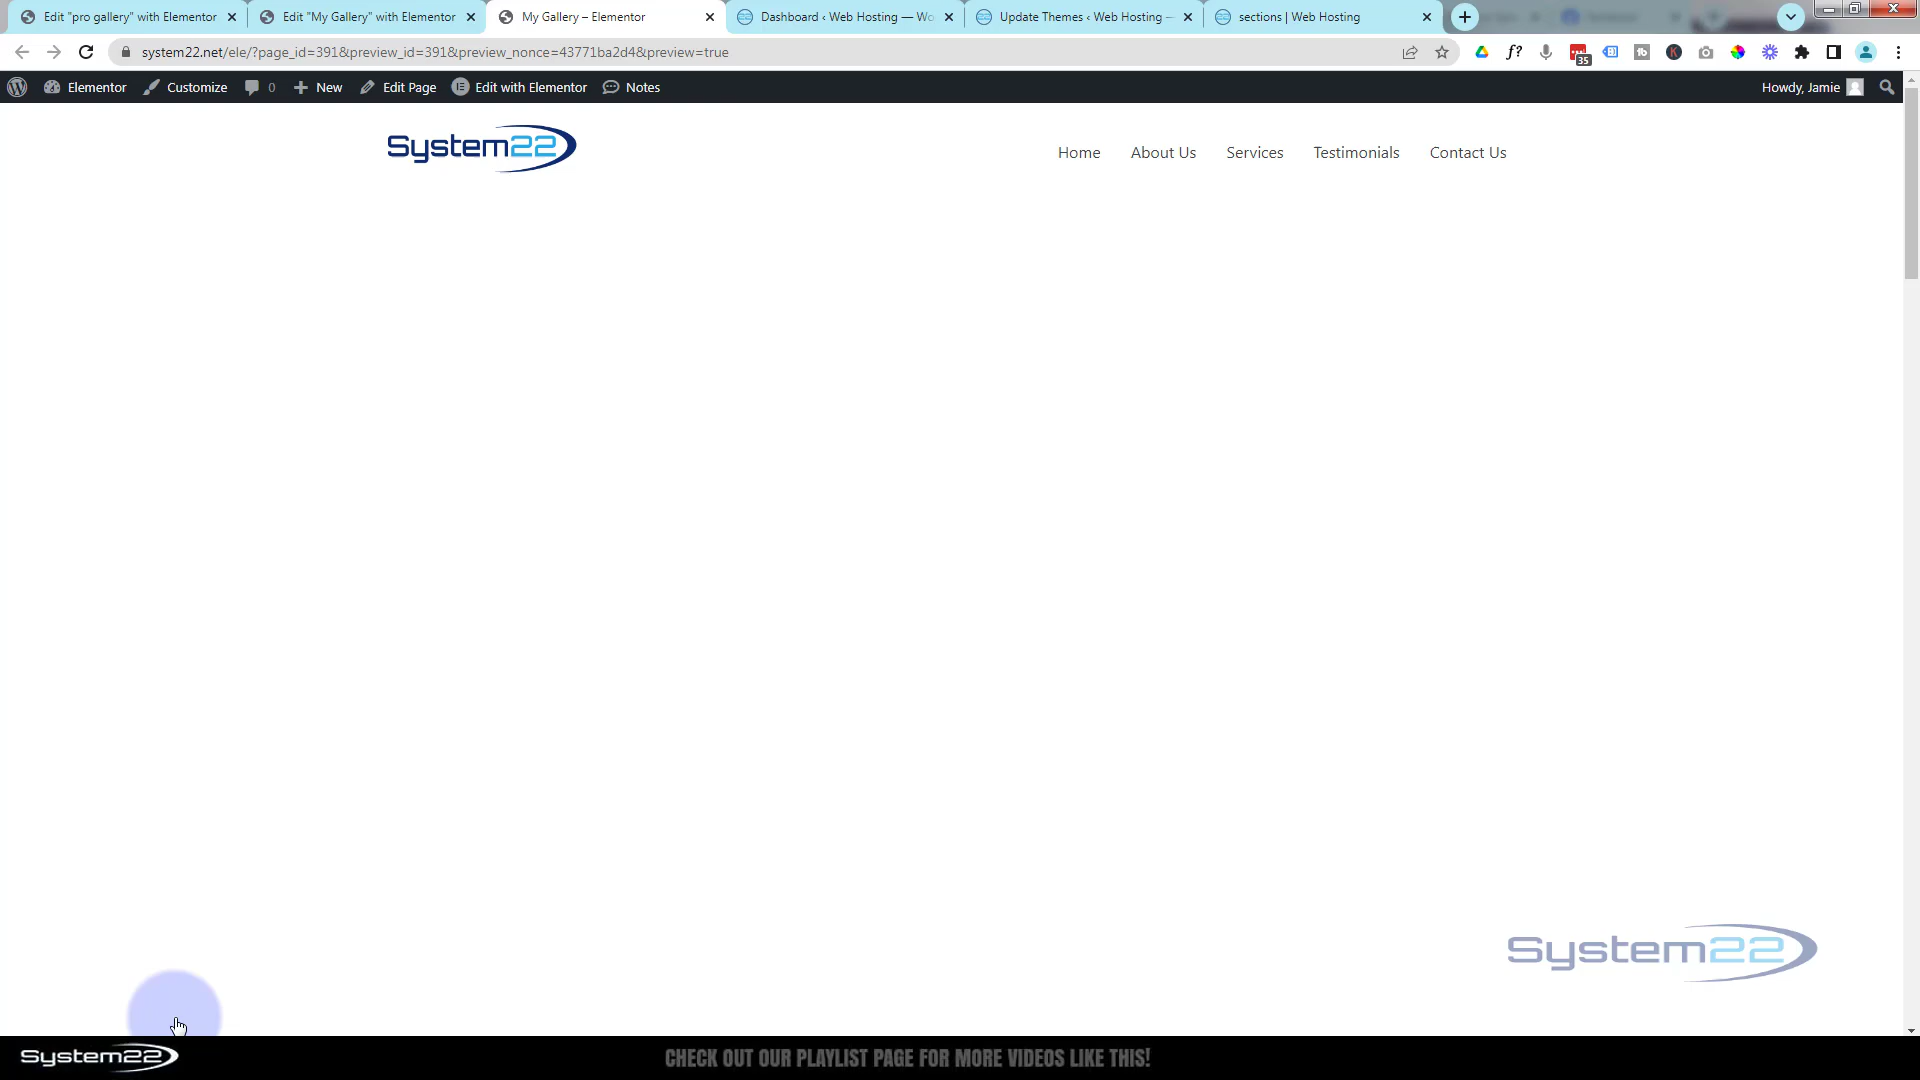 Edit "pro gallery" with Elementor
Edit "My Gallery" with Elementor
My Gallery – Elementor
Dashboard ‹ Web Hosting — Wo
Update Themes ‹ Web Hosting —
sections | Web Hosting
system22.net/ele/?page_id=391&preview_id=391&preview_nonce=43771ba2d4&preview=true
35
Elementor
Customize
0
New
Edit Page
Edit with Elementor
Notes
Howdy, Jamie
System22
Home
About Us
Services
Testimonials
Contact Us
System22
System22
CHECK OUT OUR PLAYLIST PAGE FOR MORE VIDEOS LIKE THIS!